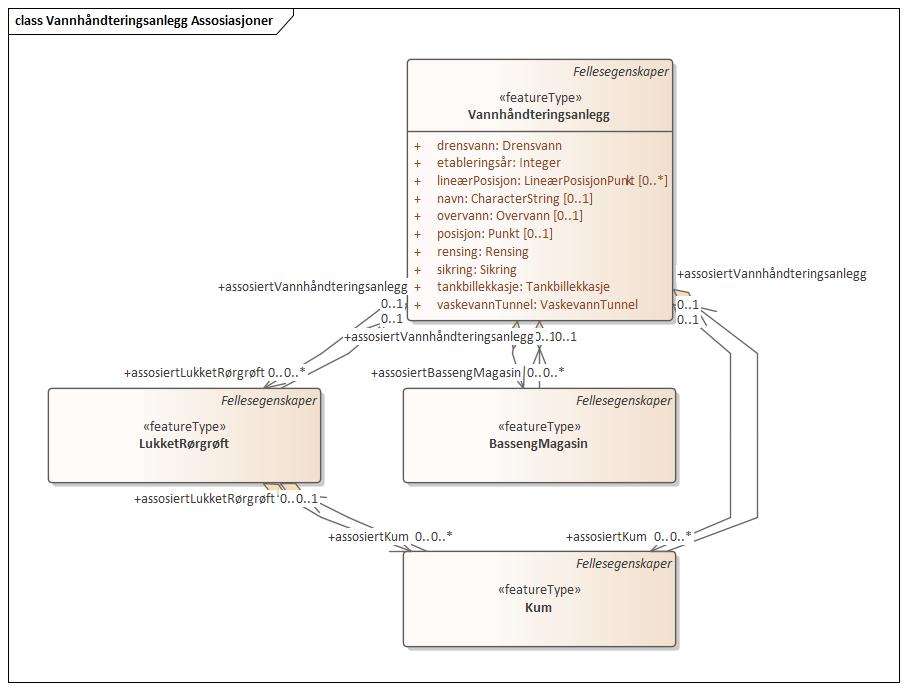 class Vannhåndteringsanlegg Assosiasjoner
Fellesegenskaper
«featureType»
Vannhåndteringsanlegg
+ drensvann: Drensvann
+ etableringsår: Integer
+ lineærPosisjon: LineærPosisjonPunkt [0..*]
+ navn: CharacterString [0..1]
+ overvann: Overvann [0..1]
+ posisjon: Punkt [0..1]
+ rensing: Rensing
+ sikring: Sikring
+ tankbillekkasje: Tankbillekkasje
+ vaskevannTunnel: VaskevannTunnel
+assosiertVannhåndteringsanlegg
+assosiertVannhåndteringsanlegg
0..1
0..1
0..1
0..1
+assosiertVannhåndteringsanlegg 0..10..1
+assosiertLukketRørgrøft 0..0..*
+assosiertBassengMagasin 0..0..*
Fellesegenskaper
«featureType»
LukketRørgrøft
Fellesegenskaper
«featureType»
BassengMagasin
+assosiertLukketRørgrøft 0..0..1
+assosiertKum 0..0..*
+assosiertKum 0..0..*
Fellesegenskaper
«featureType»
Kum